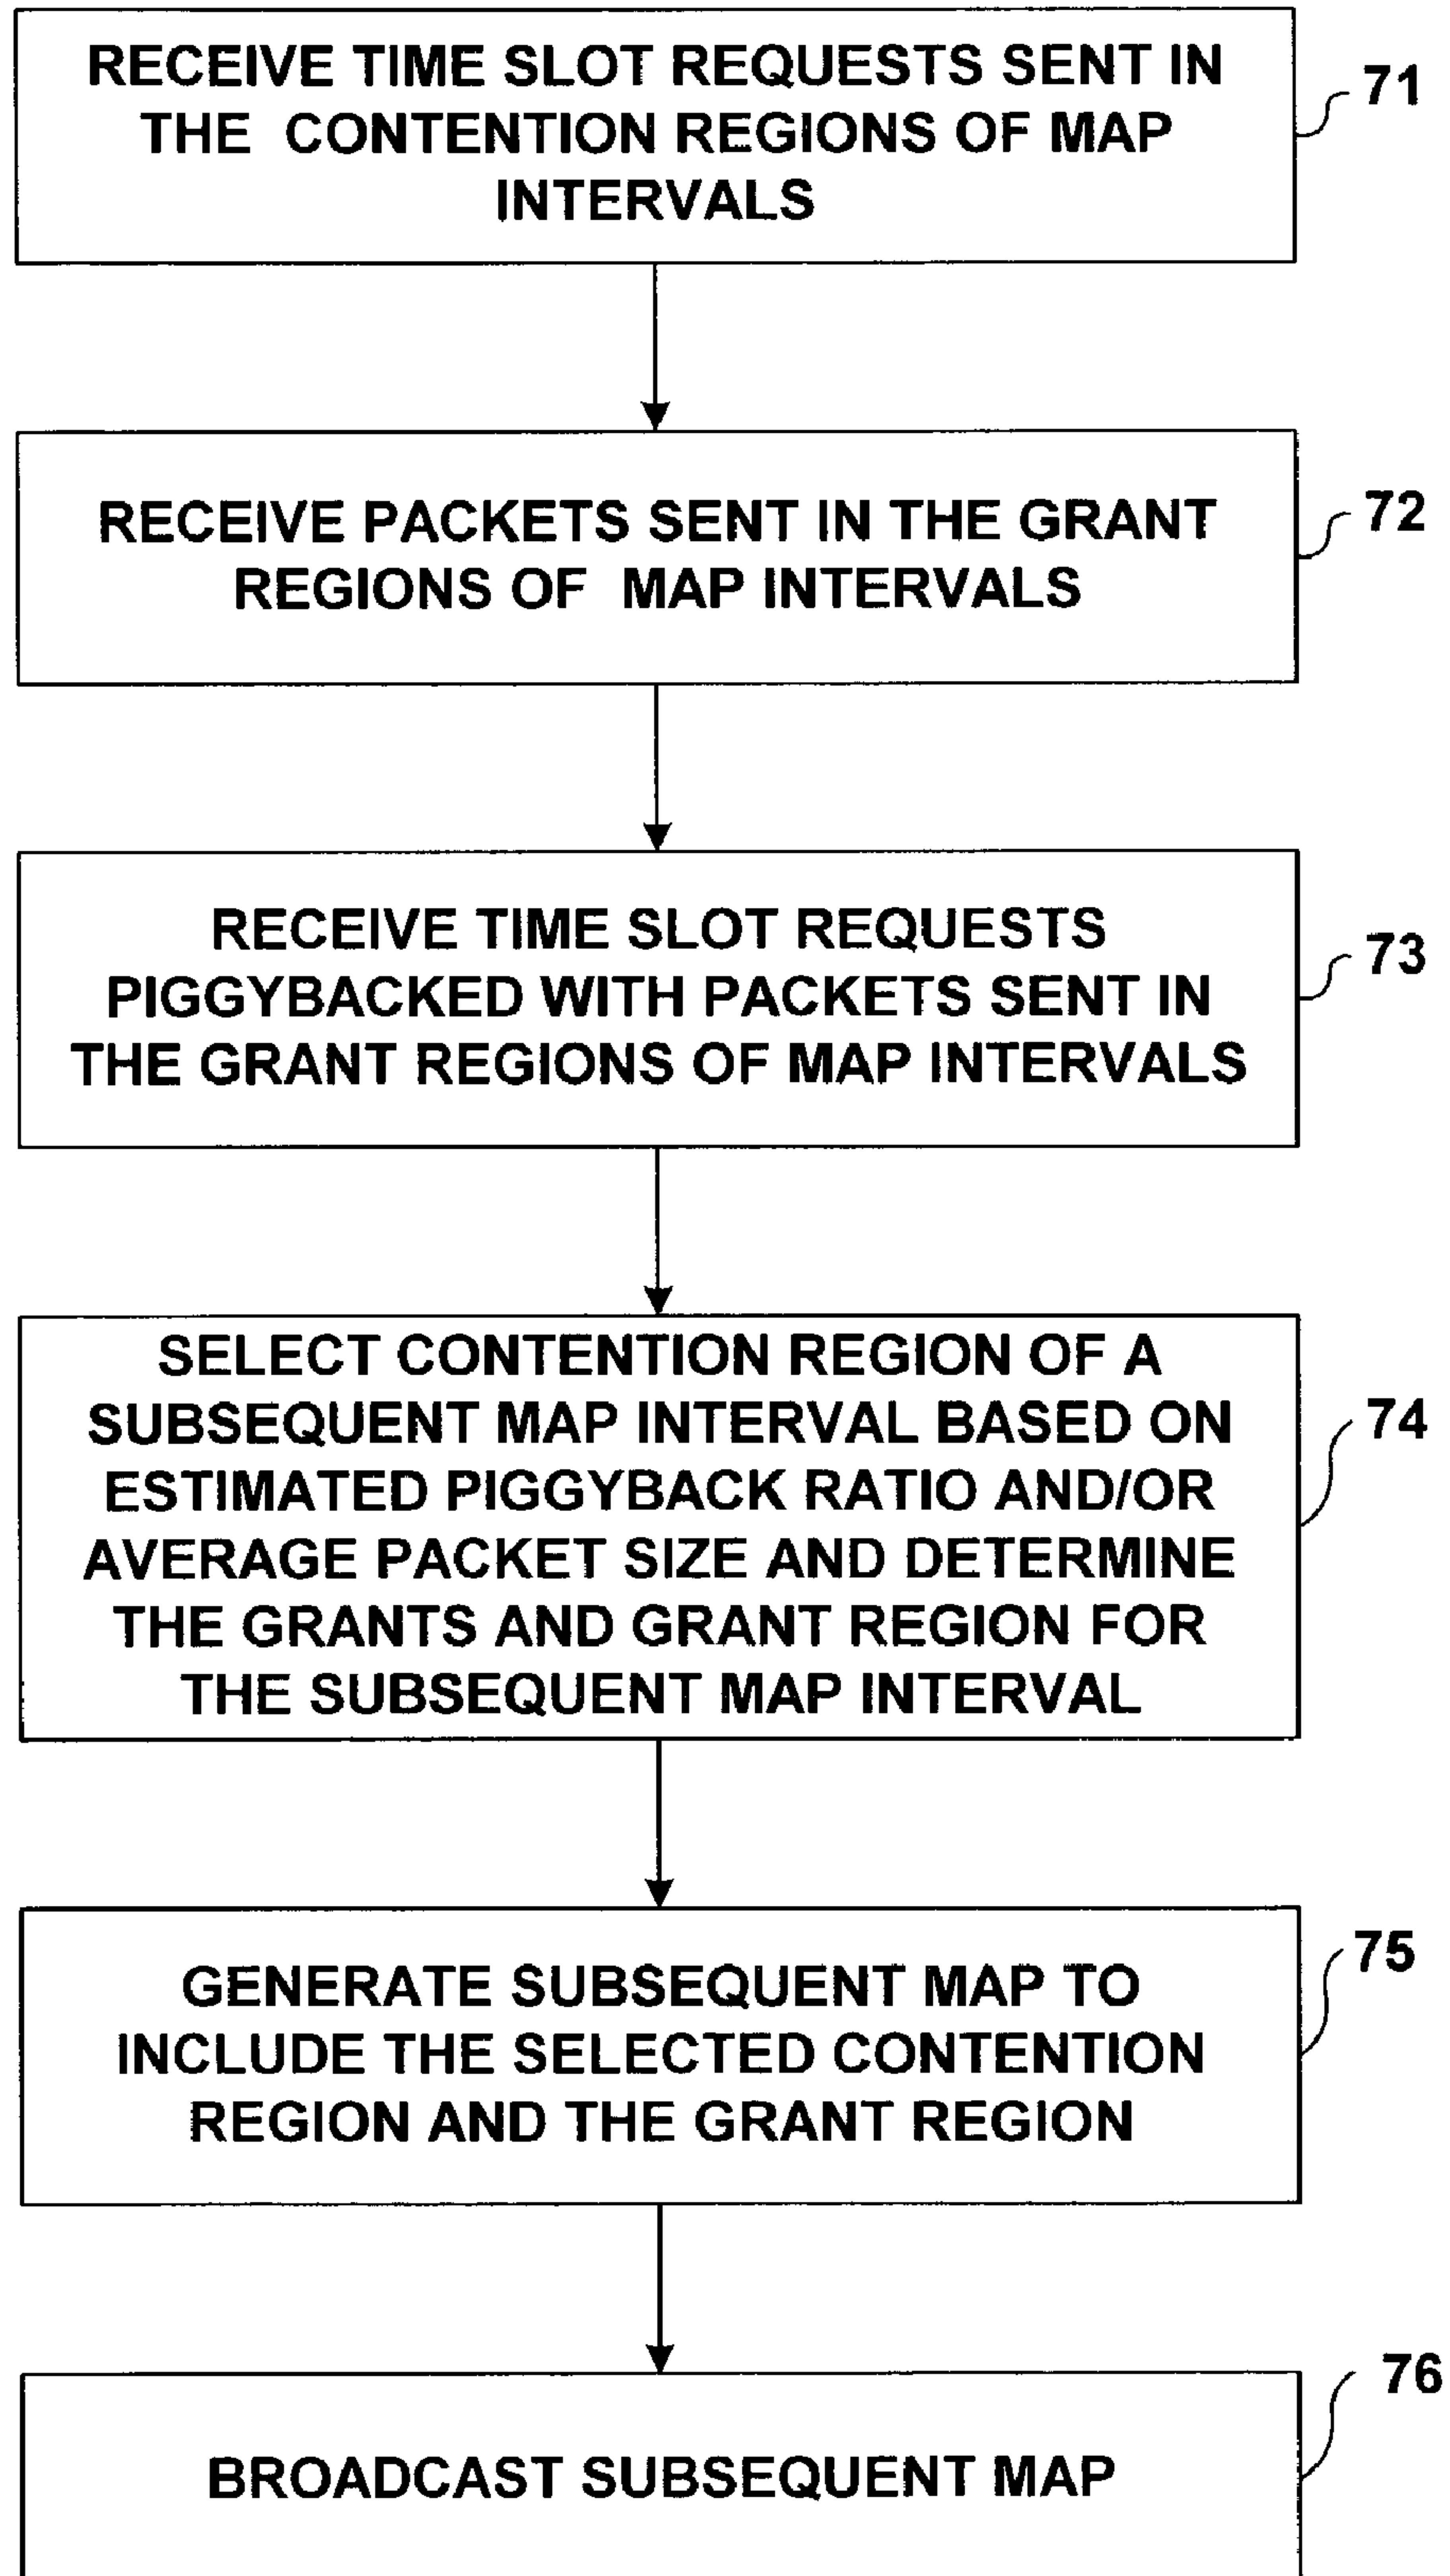 RECEIVE TIME SLOT REQUESTS SENT IN
THE CONTENTION REGIONS OF MAP
INTERVALS
71
RECEIVE PACKETS SENT IN THE GRANT
REGIONS OF MAP INTERVALS
72
RECEIVE TIME SLOT REQUESTS
PIGGYBACKED WITH PACKETS SENT IN
THE GRANT REGIONS OF MAP INTERVALS
73
SELECT CONTENTION REGION OF A
SUBSEQUENT MAP INTERVAL BASED ON
ESTIMATED PIGGYBACK RATIO AND/OR
AVERAGE PACKET SIZE AND DETERMINE
THE GRANTS AND GRANT REGION FOR
THE SUBSEQUENT MAP INTERVAL
74
GENERATE SUBSEQUENT MAP TO
INCLUDE THE SELECTED CONTENTION
REGION AND THE GRANT REGION
75
BROADCAST SUBSEQUENT MAP
76